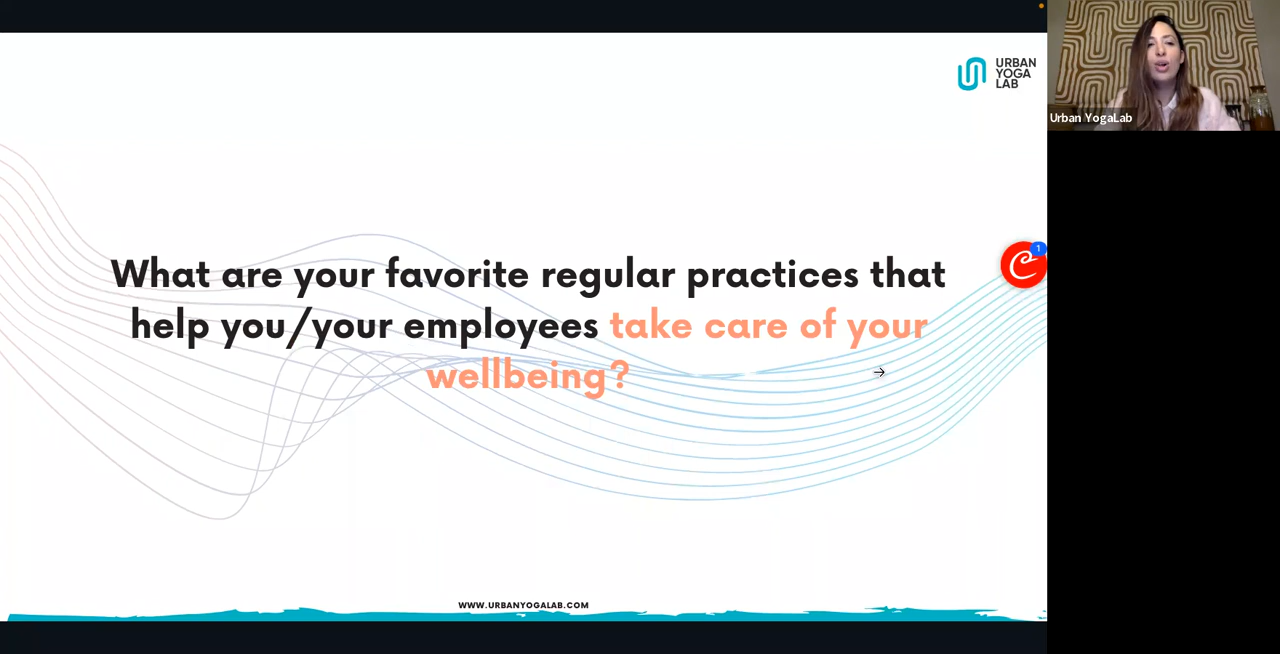 URBAN
YOGA
LAB
Urban YogaLab
1
What are your favorite regular practices that
help you/your employees take care of your
wellbeing?
WWW.URBANYOGALAB.COM